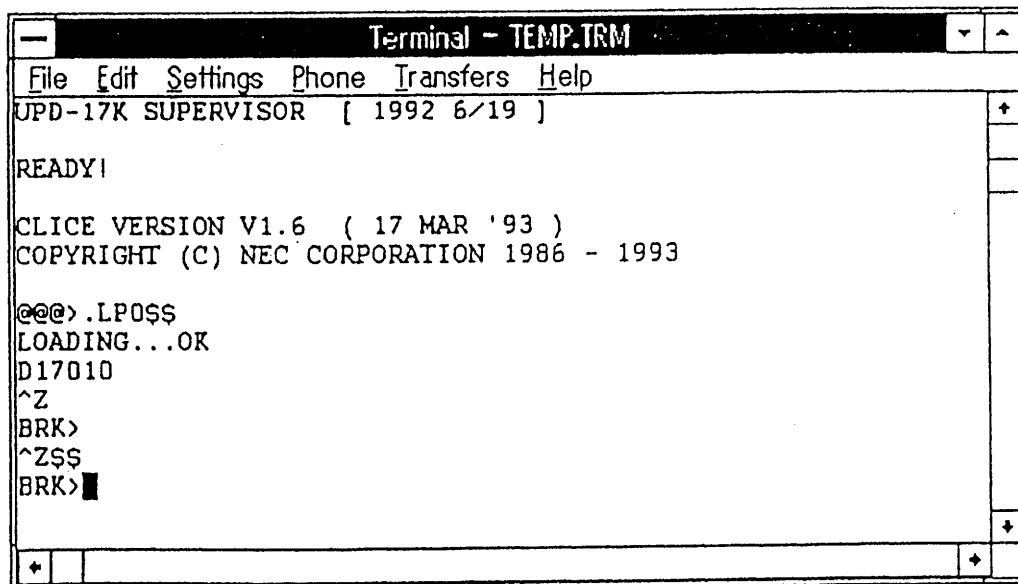 Terminal - TEMP.TRM
File Edit Settings Phone Transfers Help
UPD-17K SUPERVISOR [ 1992 6/19 ]
READY!
CLICE VERSION V1.6 ( 17 MAR '93 )
COPYRIGHT (C) NEC CORPORATION 1986 - 1993
@@@>.LP0$$
LOADING...OK
D17010
^Z
BRK>
^Z$$
BRK>